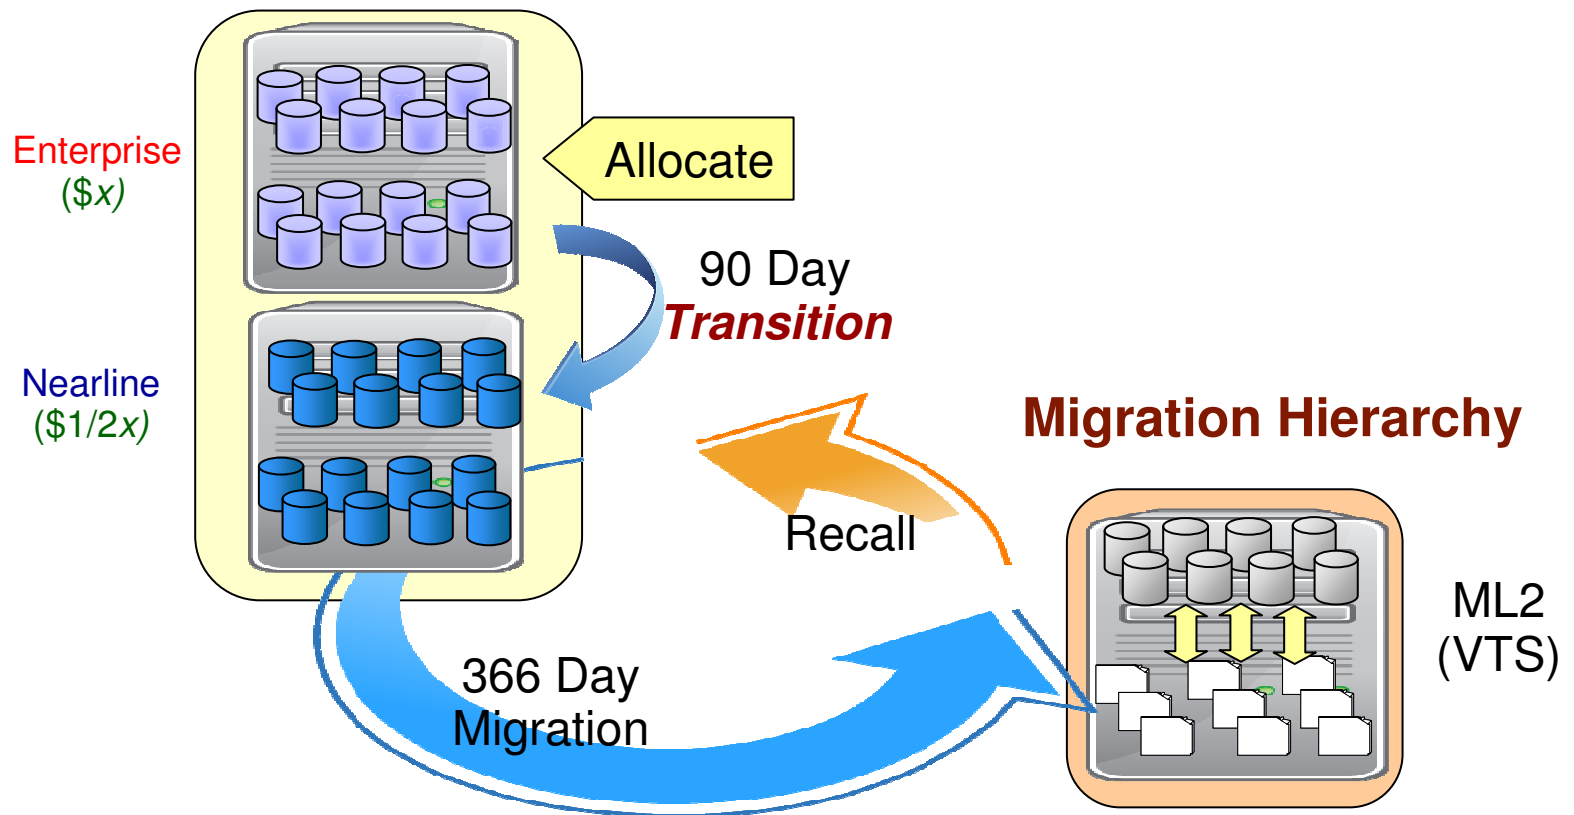 Enterprise
($x)
Allocate
90 Day
Transition
Nearline
($1/2x)
Migration Hierarchy
Recall
ML2
(VTS)
366 Day
Migration